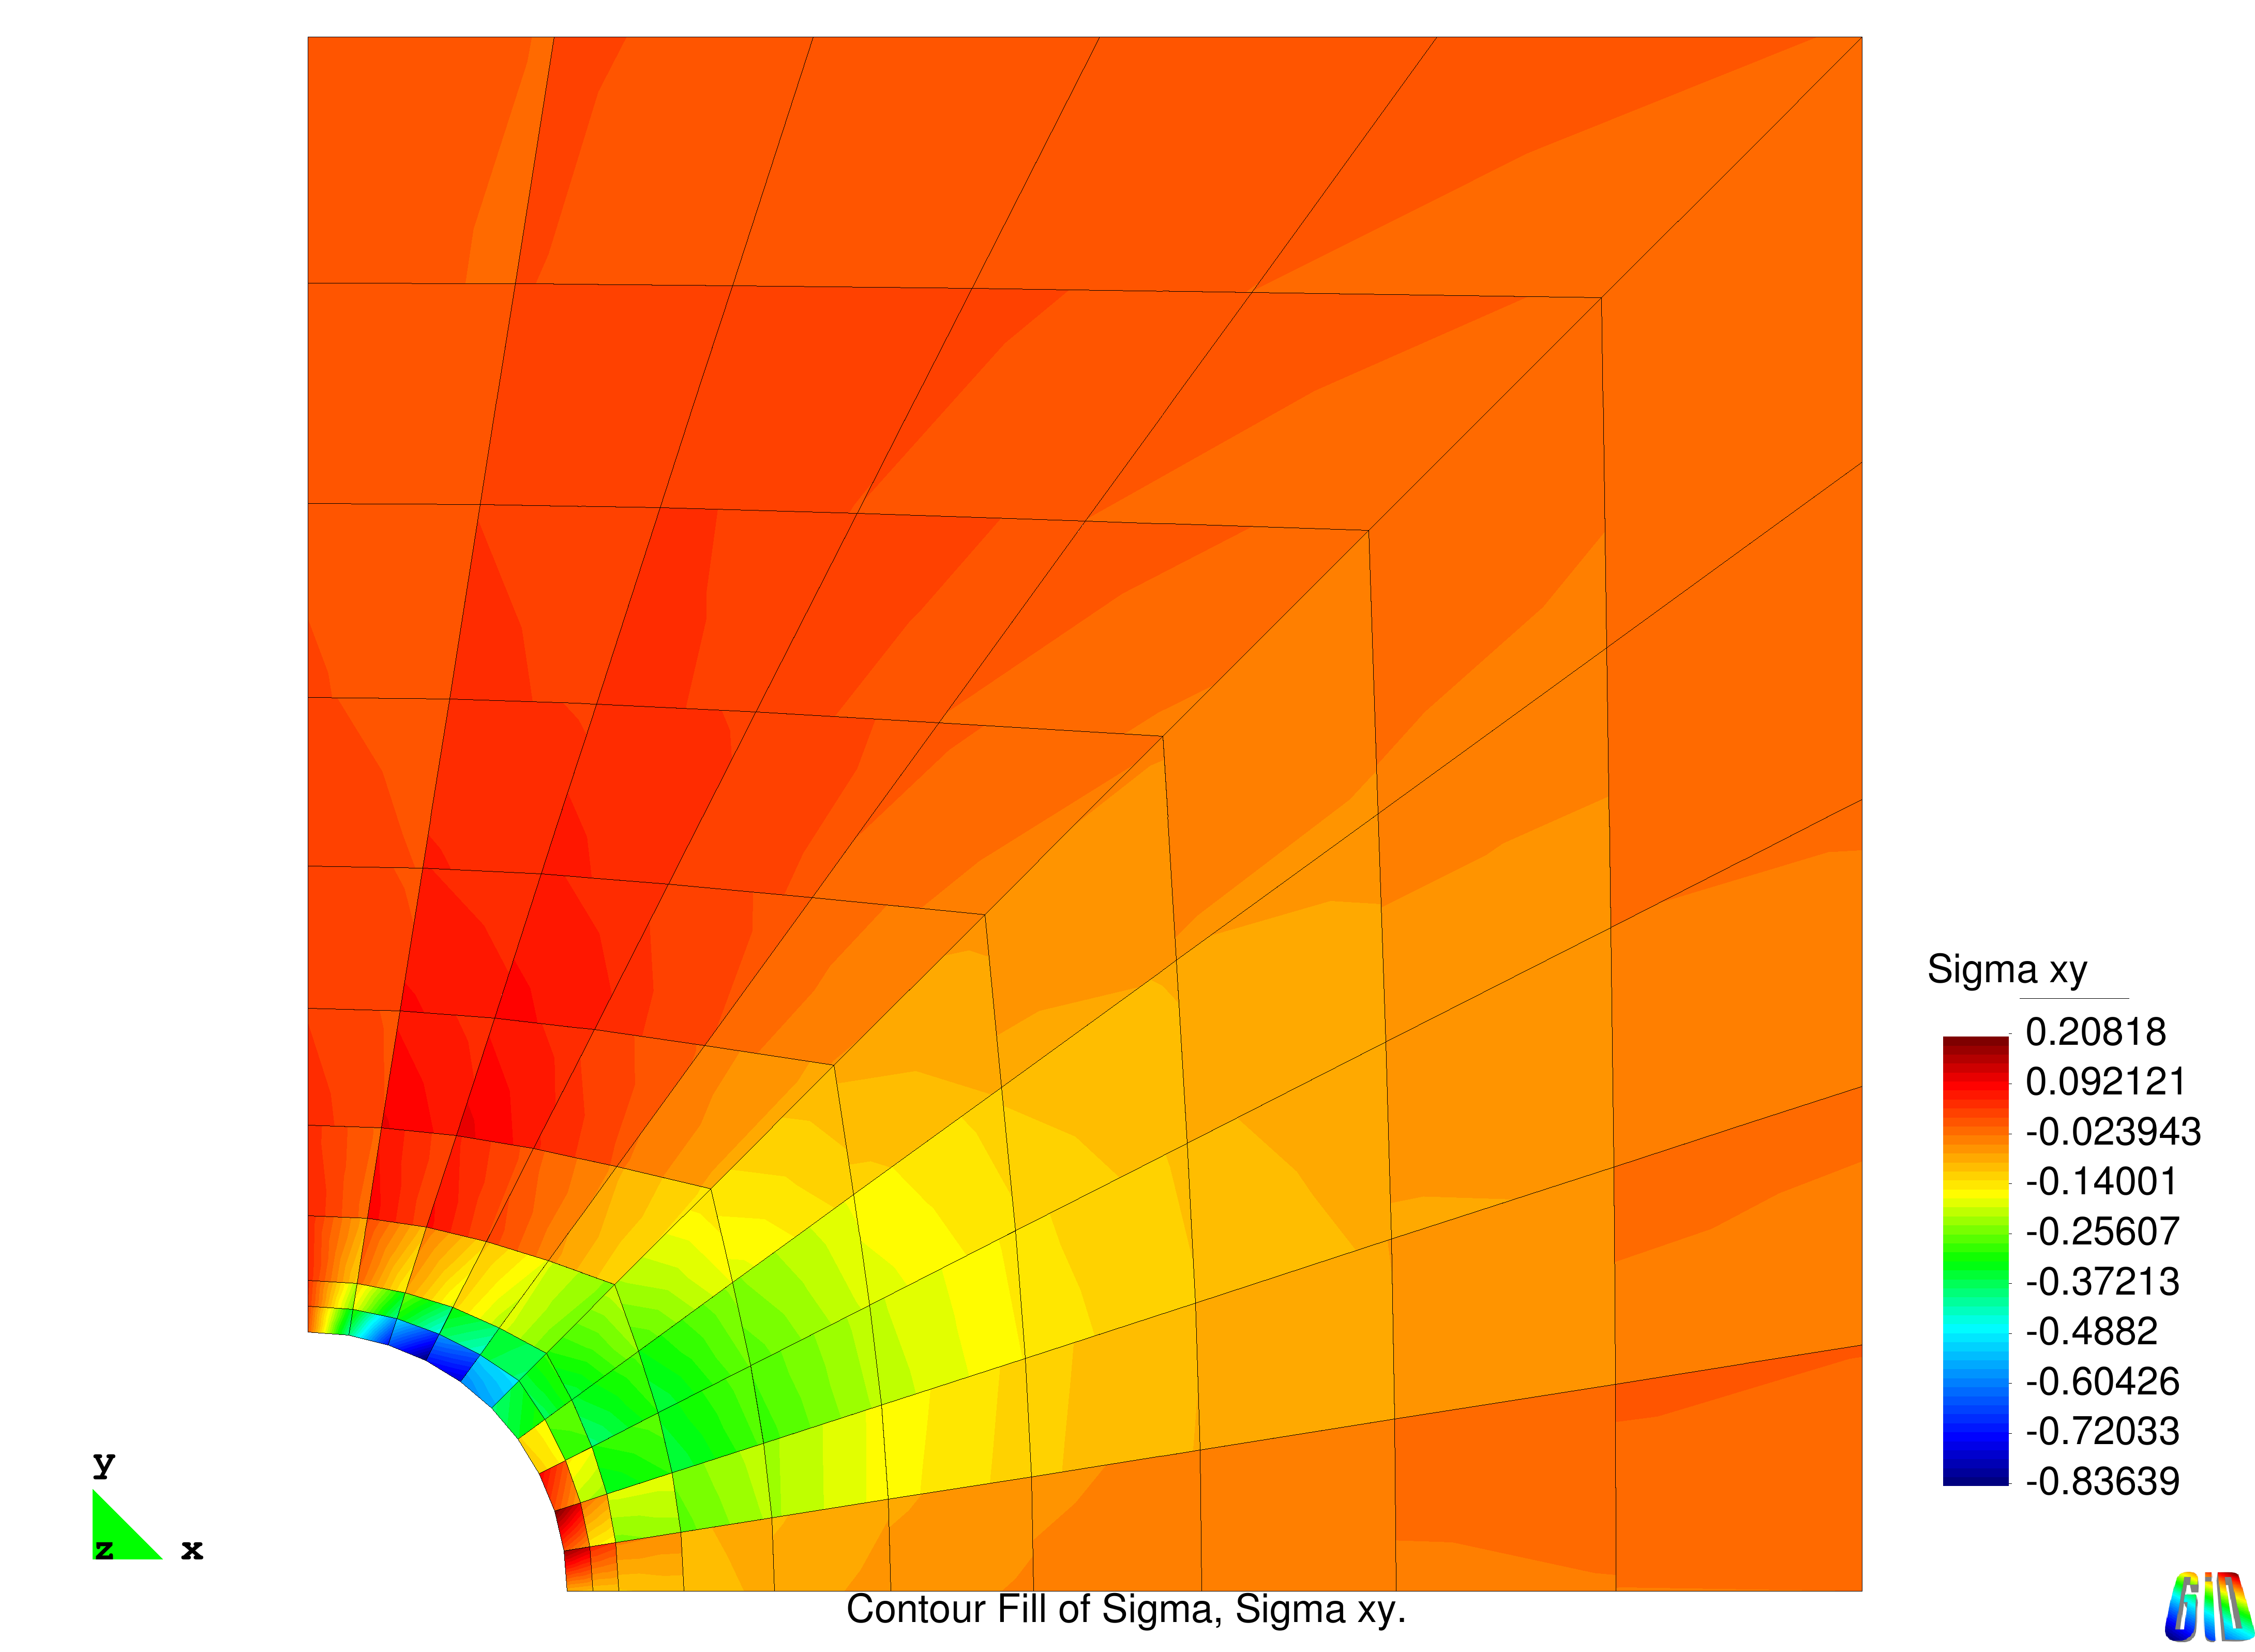 Sigma xy
0.20818
0.092121
-0.023943
-0.14001
-0.25607
-0.37213
-0.4882
-0.60426
-0.72033
-0.83639
y
z x
Contour Fill of Sigma, Sigma xy.
GiD